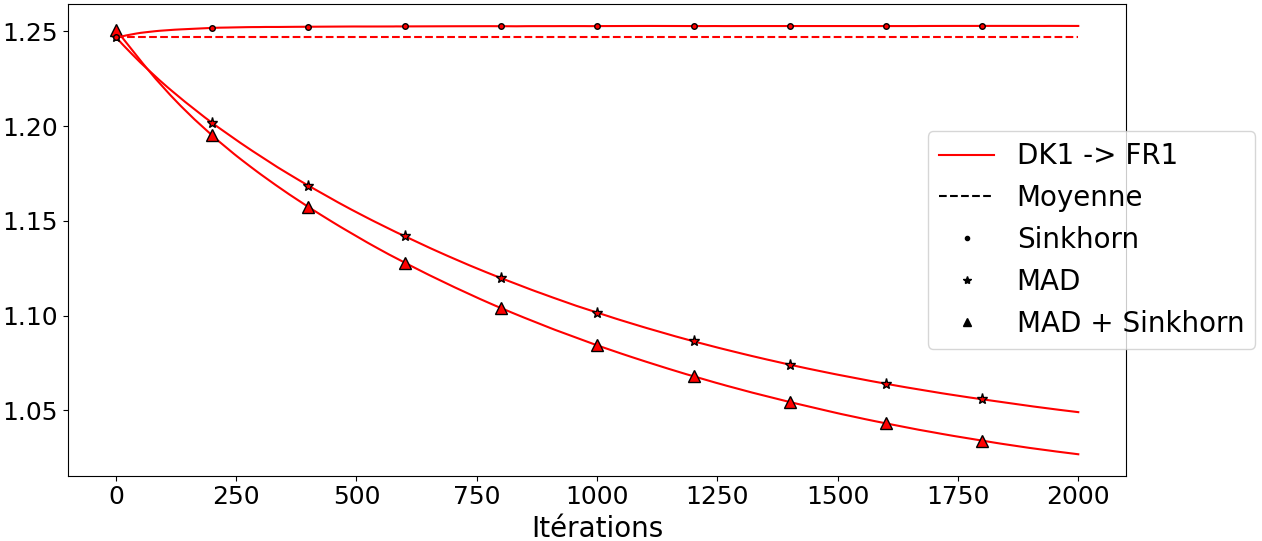 1.25
1.20
1.15
1.10
1.05
0 250 500 750 1000 1250 1500 1750 2000
Itérations
DK1 -> FR1
Moyenne
Sinkhorn
MAD
MAD + Sinkhorn